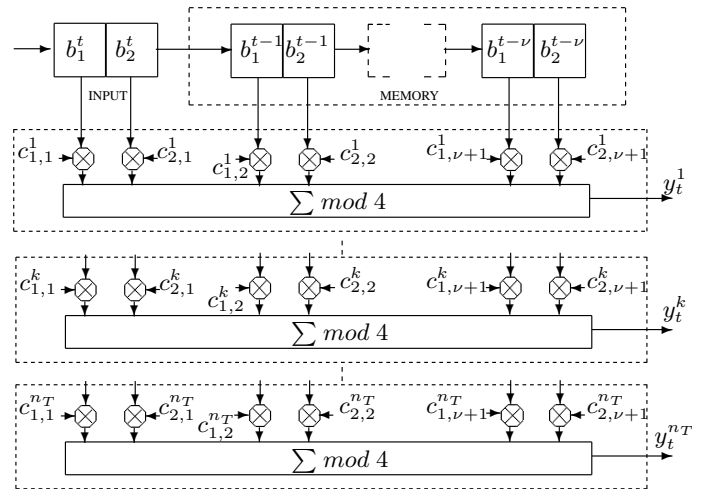 b_1^t b_2^t b_1^{t-1} b_2^{t-1} b_1^{t-ν} b_2^{t-ν}
INPUT MEMORY
c_{1,1}^1 c_{2,1}^1 c_{1,2}^1 c_{2,2}^1 c_{1,ν+1}^1 c_{2,ν+1}^1
∑ mod 4 y_t^1
c_{1,1}^k c_{2,1}^k c_{1,2}^k c_{2,2}^k c_{1,ν+1}^k c_{2,ν+1}^k
∑ mod 4 y_t^k
c_{1,1}^{n_T} c_{2,1}^{n_T} c_{1,2}^{n_T} c_{2,2}^{n_T} c_{1,ν+1}^{n_T} c_{2,ν+1}^{n_T}
∑ mod 4 y_t^{n_T}